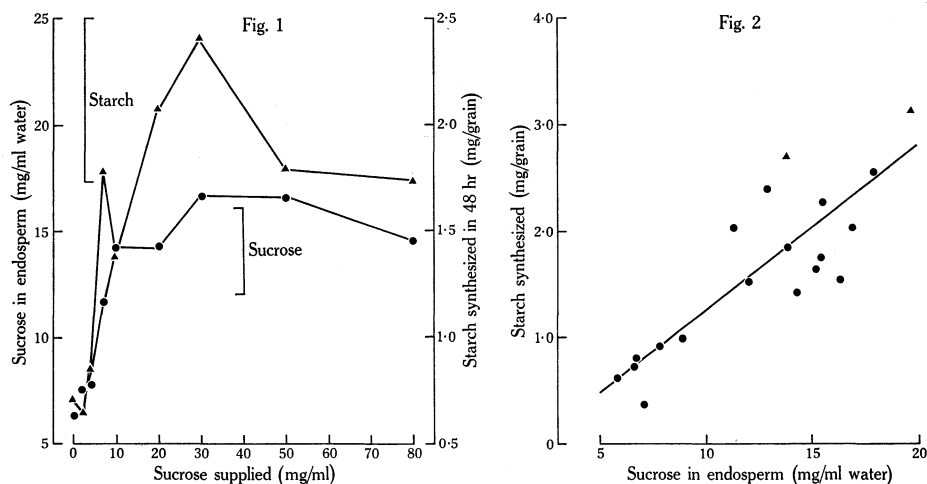 Fig. 1
Sucrose in endosperm (mg/ml water)
25
20
15
10
5
Starch
Sucrose
2·5
2·0
1·5
1·0
0·5
Starch synthesized in 48 hr (mg/grain)
0 10 20 30 40 50 60 70 80
Sucrose supplied (mg/ml)
Fig. 2
Starch synthesized (mg/grain)
4·0
3·0
2·0
1·0
0
5 10 15 20
Sucrose in endosperm (mg/ml water)